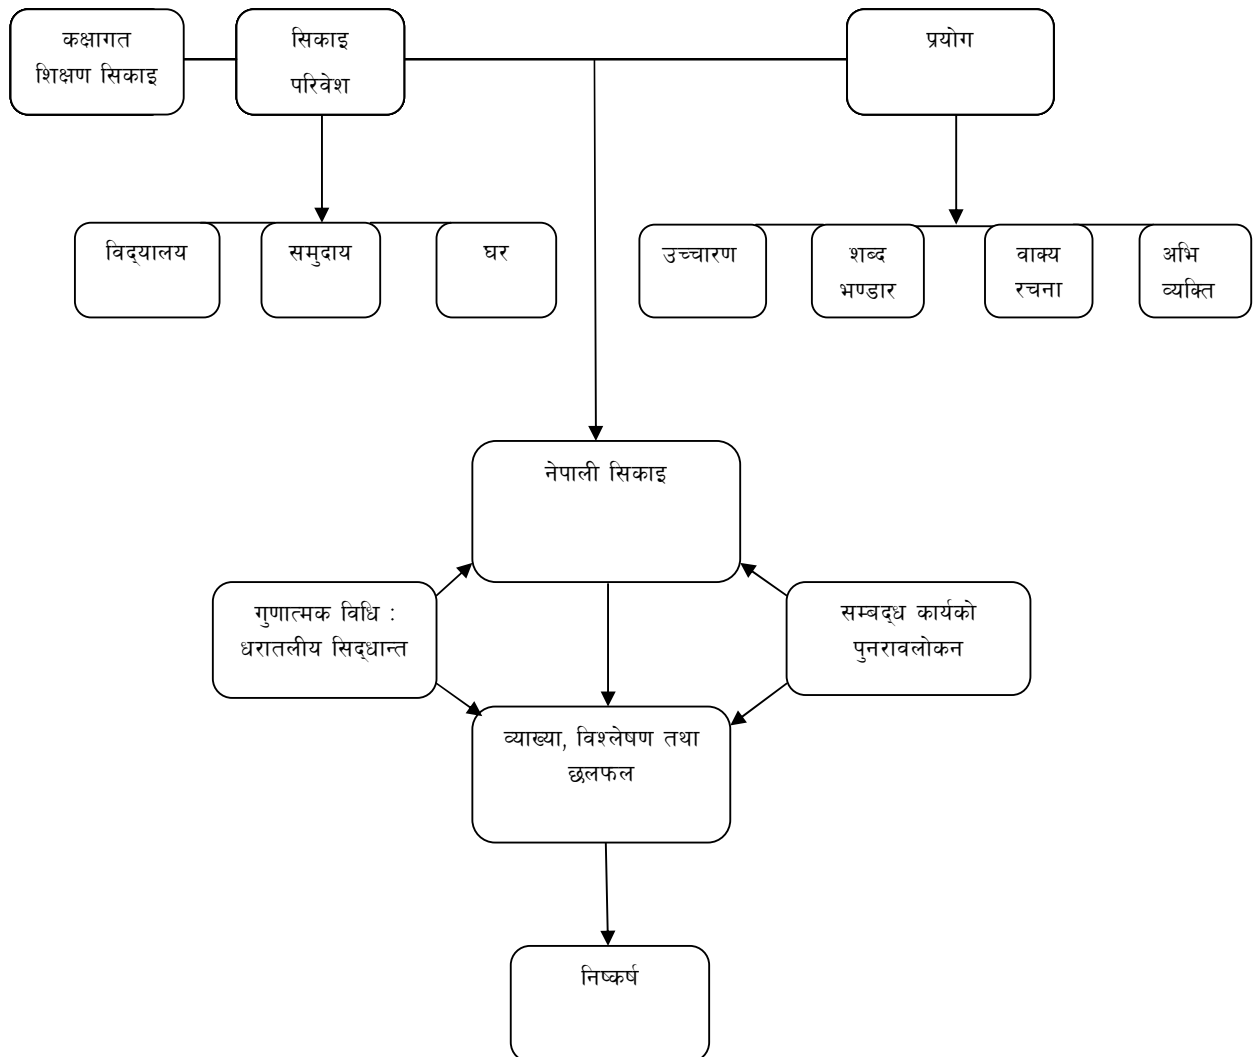 कक्षागत
शिक्षण सिकाइ
सिकाइ
परिवेश
प्रयोग
विद्‌यालय
समुदाय
घर
उच्चारण
शब्द
भण्डार
वाक्य
रचना
अभि
व्यक्ति
नेपाली सिकाइ
गुणात्मक विधि :
धरातलीय सिद्‌धान्त
सम्बद्‌ध कार्यको
पुनरावलोकन
व्याख्या, विश्लेषण तथा
छलफल
निष्कर्ष